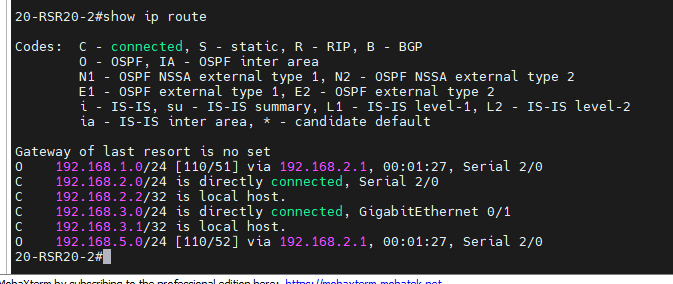 20-RSR20-2#show ip route
Codes:  C - connected, S - static, R - RIP, B - BGP
        O - OSPF, IA - OSPF inter area
        N1 - OSPF NSSA external type 1, N2 - OSPF NSSA external type 2
        E1 - OSPF external type 1, E2 - OSPF external type 2
        i - IS-IS, su - IS-IS summary, L1 - IS-IS level-1, L2 - IS-IS level-2
        ia - IS-IS inter area, * - candidate default
Gateway of last resort is no set
O    192.168.1.0/24 [110/51] via 192.168.2.1, 00:01:27, Serial 2/0
C    192.168.2.0/24 is directly connected, Serial 2/0
C    192.168.2.2/32 is local host.
C    192.168.3.0/24 is directly connected, GigabitEthernet 0/1
C    192.168.3.1/32 is local host.
O    192.168.5.0/24 [110/52] via 192.168.2.1, 00:01:27, Serial 2/0
20-RSR20-2#
MobaXterm by subscribing to the professional edition here: https://mobaxterm.mobatek.net